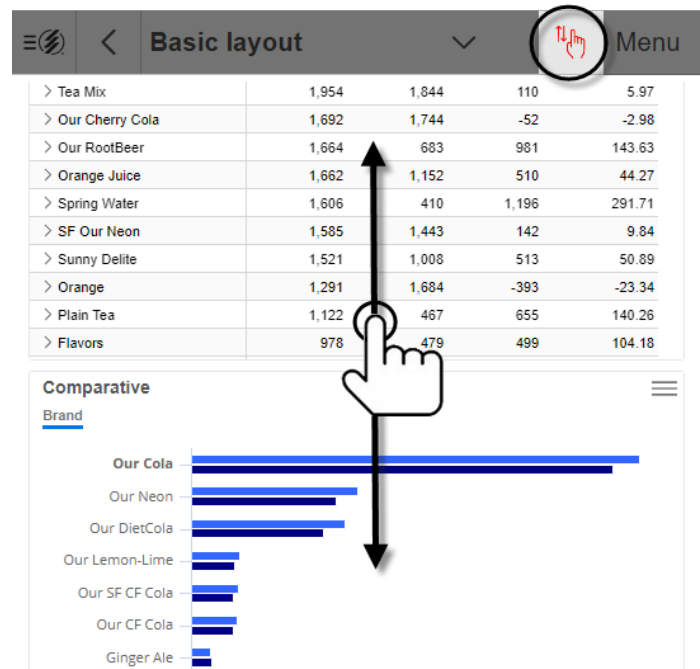 Basic layout Menu
Tea Mix 1,954 1,844 110 5.97
Our Cherry Cola 1,692 1,744 -52 -2.98
Our RootBeer 1,664 683 981 143.63
Orange Juice 1,662 1,152 510 44.27
Spring Water 1,606 410 1,196 291.71
SF Our Neon 1,585 1,443 142 9.84
Sunny Delite 1,521 1,008 513 50.89
Orange 1,291 1,684 -393 -23.34
Plain Tea 1,122 467 655 140.26
Flavors 978 479 499 104.18
Comparative
Brand
Our Cola
Our Neon
Our DietCola
Our Lemon-Lime
Our SF CF Cola
Our CF Cola
Ginger Ale